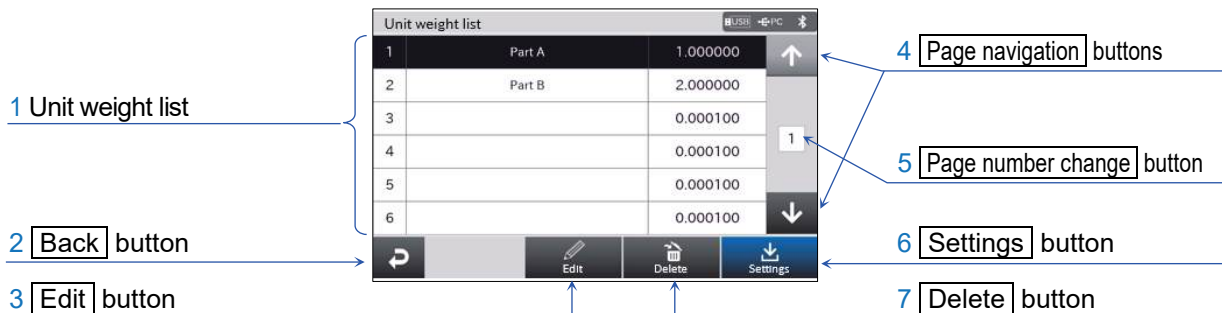 Unit weight list
USB PC
1 Part A 1.000000
2 Part B 2.000000
3 0.000100
4 0.000100
5 0.000100
6 0.000100
1
Edit Delete Settings
1 Unit weight list
2 Back button
3 Edit button
4 Page navigation buttons
5 Page number change button
6 Settings button
7 Delete button